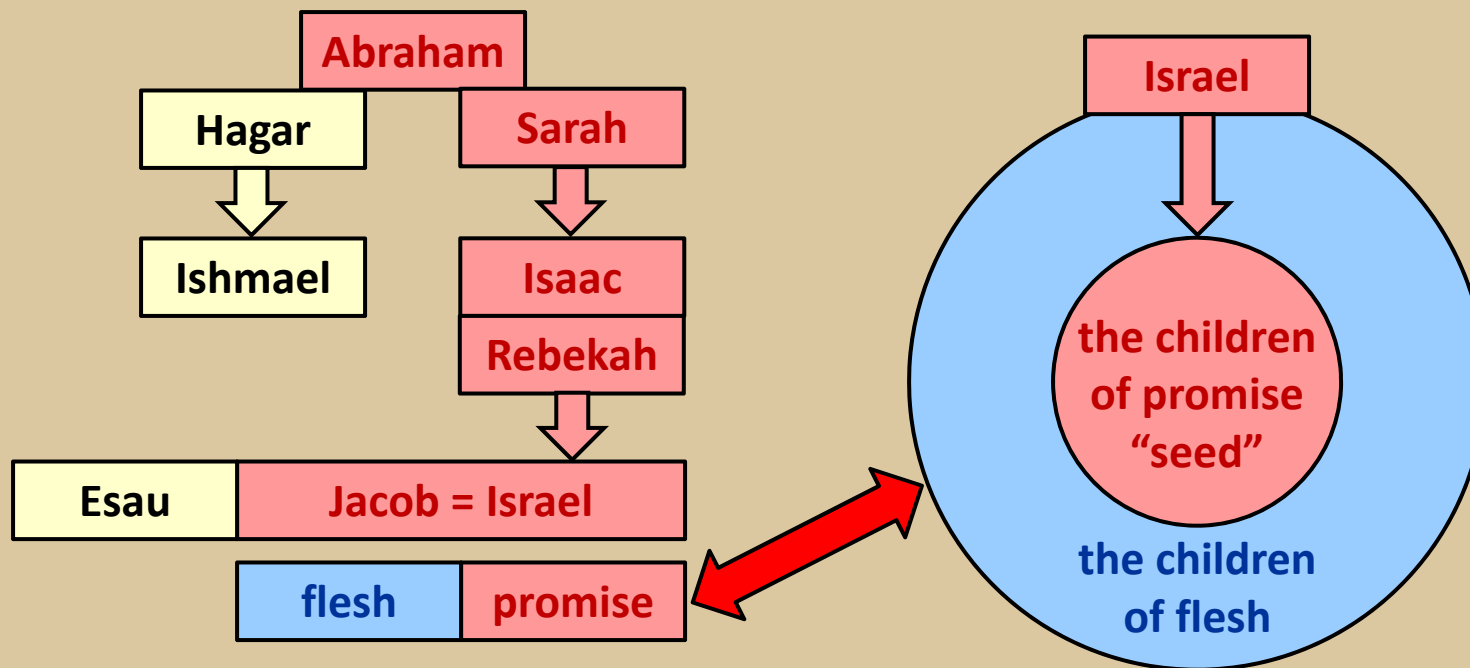 Abraham
Hagar
Sarah
Ishmael
Isaac
Rebekah
Esau
Jacob = Israel
flesh
promise
Israel
the children
of promise
“seed”
the children
of flesh